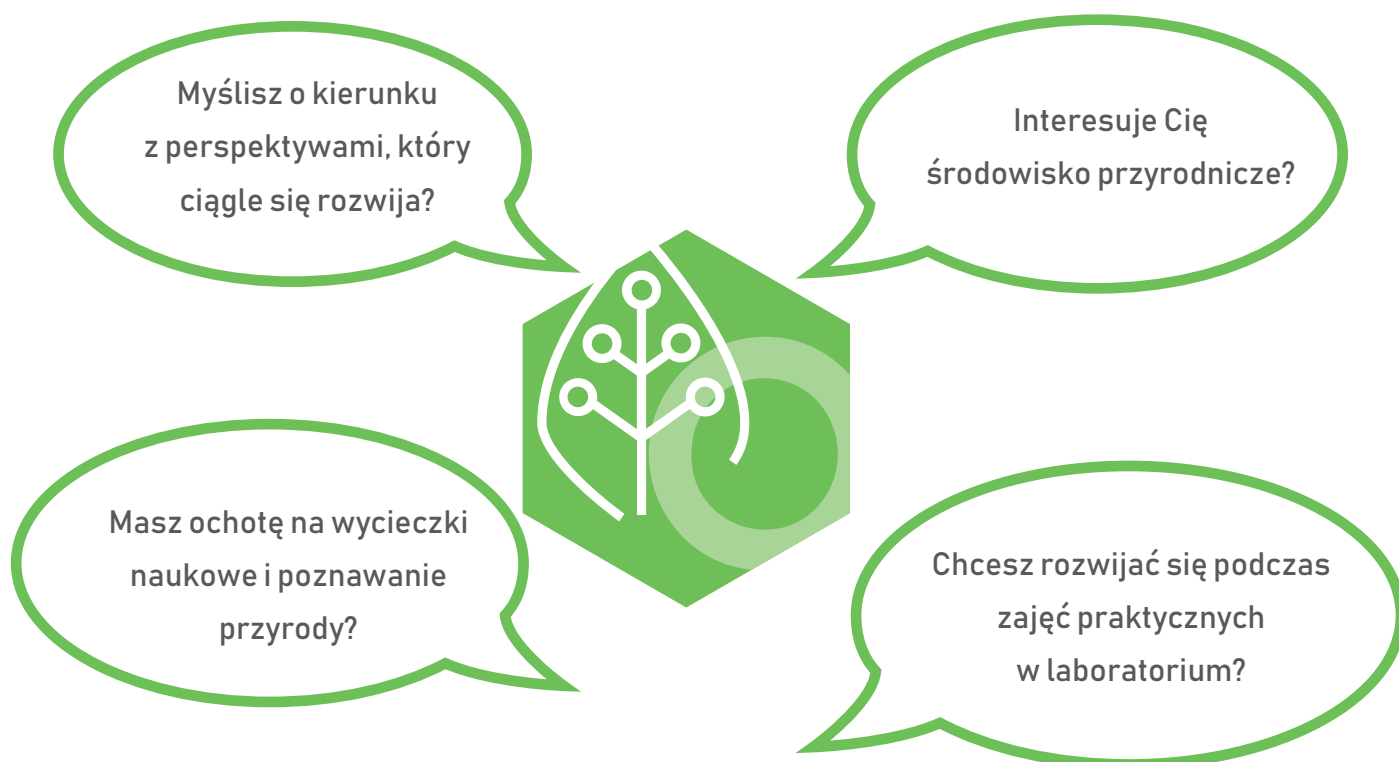 Myślisz o kierunku
z perspektywami, który
ciągle się rozwija?
Interesuje Cię
środowisko przyrodnicze?
Masz ochotę na wycieczki
naukowe i poznawanie
przyrody?
Chcesz rozwijać się podczas
zajęć praktycznych
w laboratorium?